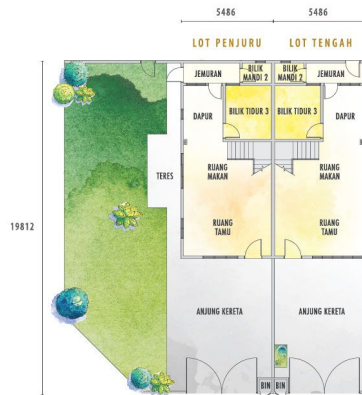 5486
5486
LOT PENJURU
LOT TENGAH
JEMURAN
BILIK
MANDI 2
BILIK
MANDI 2
JEMURAN
DAPUR
BILIK TIDUR 3
BILIK TIDUR 3
DAPUR
TERES
RUANG
MAKAN
RUANG
MAKAN
19812
RUANG
TAMU
RUANG
TAMU
ANJUNG KERETA
ANJUNG KERETA
BIN
BIN